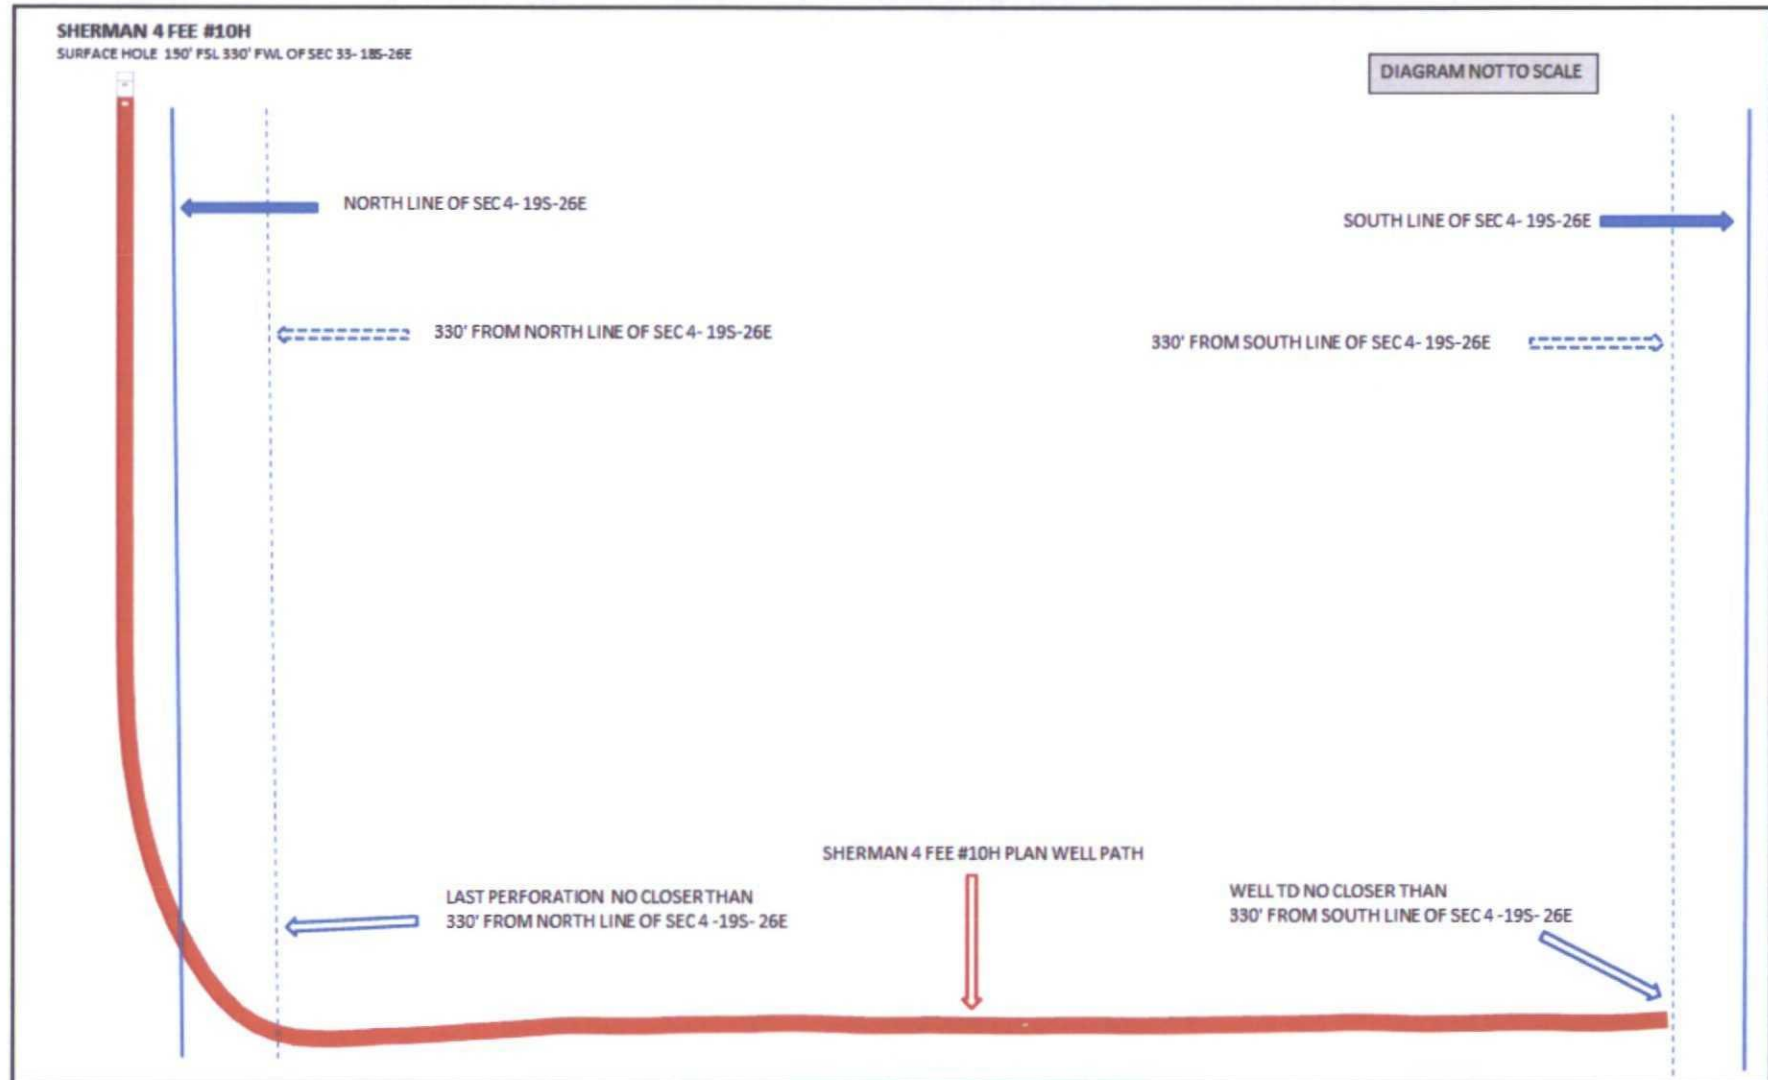 SHERMAN 4 FEE #10H
SURFACE HOLE 150' FSL 330' FWL OF SEC 33- 18S-26E
DIAGRAM NOT TO SCALE
NORTH LINE OF SEC 4- 19S-26E
SOUTH LINE OF SEC 4- 19S-26E
330' FROM NORTH LINE OF SEC 4- 19S-26E
330' FROM SOUTH LINE OF SEC 4- 19S-26E
SHERMAN 4 FEE #10H PLAN WELL PATH
LAST PERFORATION NO CLOSER THAN
330' FROM NORTH LINE OF SEC 4 -19S- 26E
WELL TD NO CLOSER THAN
330' FROM SOUTH LINE OF SEC 4 -19S- 26E